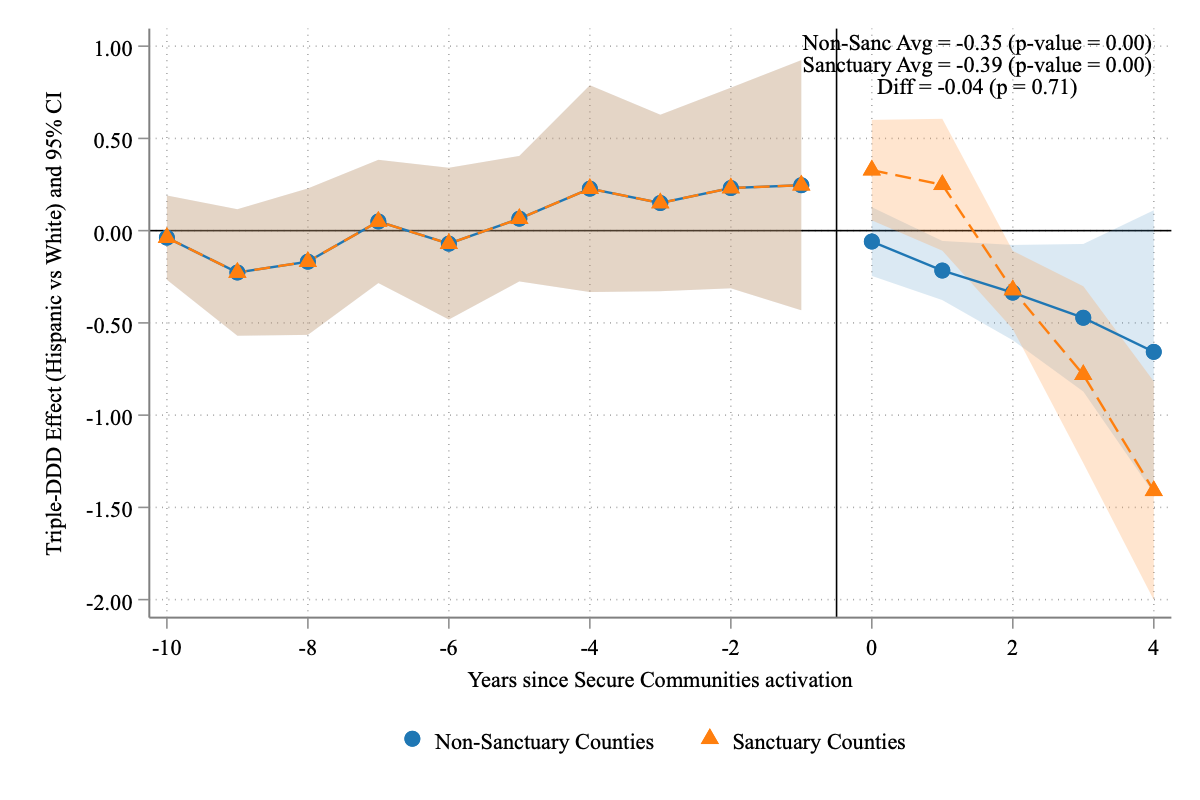 Non-Sanc Avg = -0.35 (p-value = 0.00)
Sanctuary Avg = -0.39 (p-value = 0.00)
Diff = -0.04 (p = 0.71)
Triple-DDD Effect (Hispanic vs White) and 95% CI
1.00
0.50
0.00
-0.50
-1.00
-1.50
-2.00
-10 -8 -6 -4 -2 0 2 4
Years since Secure Communities activation
Non-Sanctuary Counties Sanctuary Counties